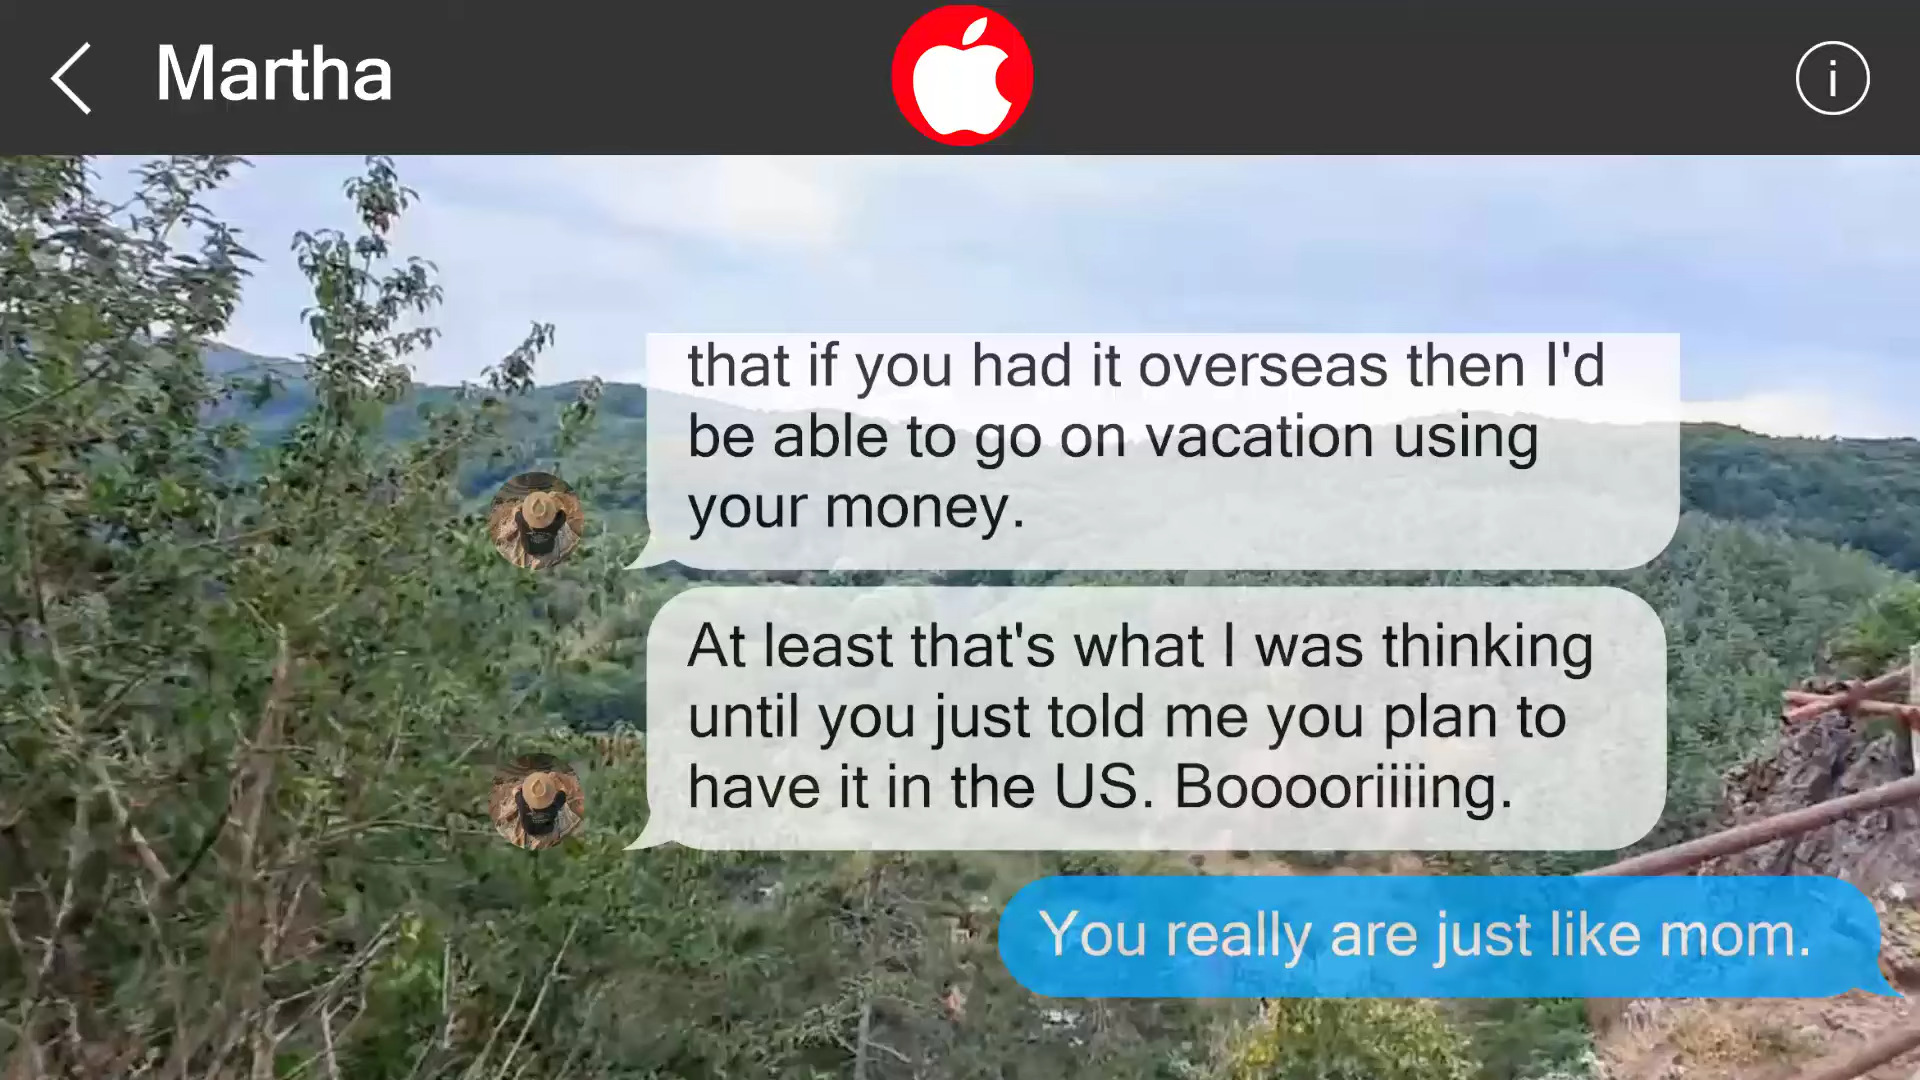 Martha
i
that if you had it overseas then I'd
be able to go on vacation using
your money.
At least that's what I was thinking
until you just told me you plan to
have it in the US. Booooriiiing.
You really are just like mom.